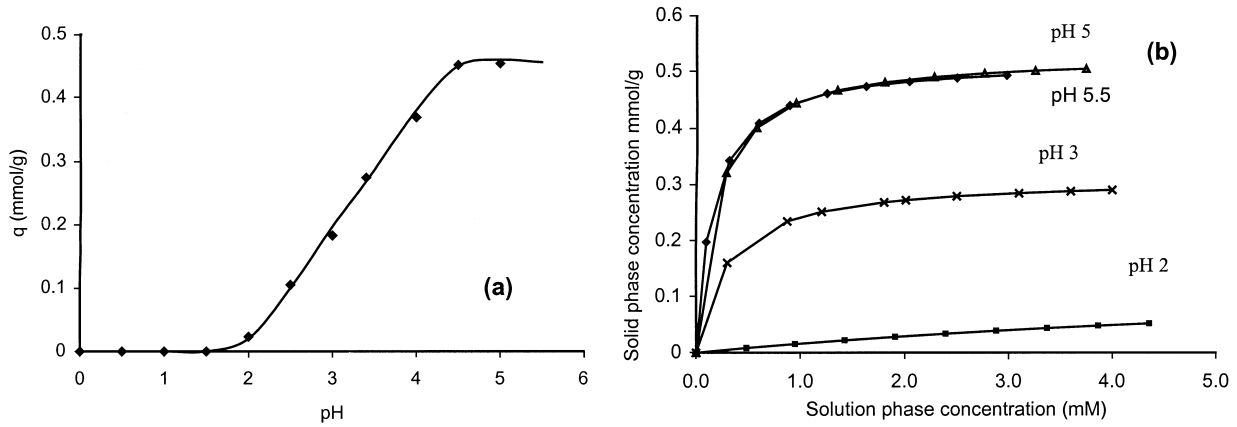 0.5
0.4
0.3
0.2
0.1
0
q (mmol/g)
0 1 2 3 4 5 6
pH
(a)
0.6
0.5
0.4
0.3
0.2
0.1
0
Solid phase concentration mmol/g
0.0 1.0 2.0 3.0 4.0 5.0
Solution phase concentration (mM)
pH 5
(b)
pH 5.5
pH 3
pH 2